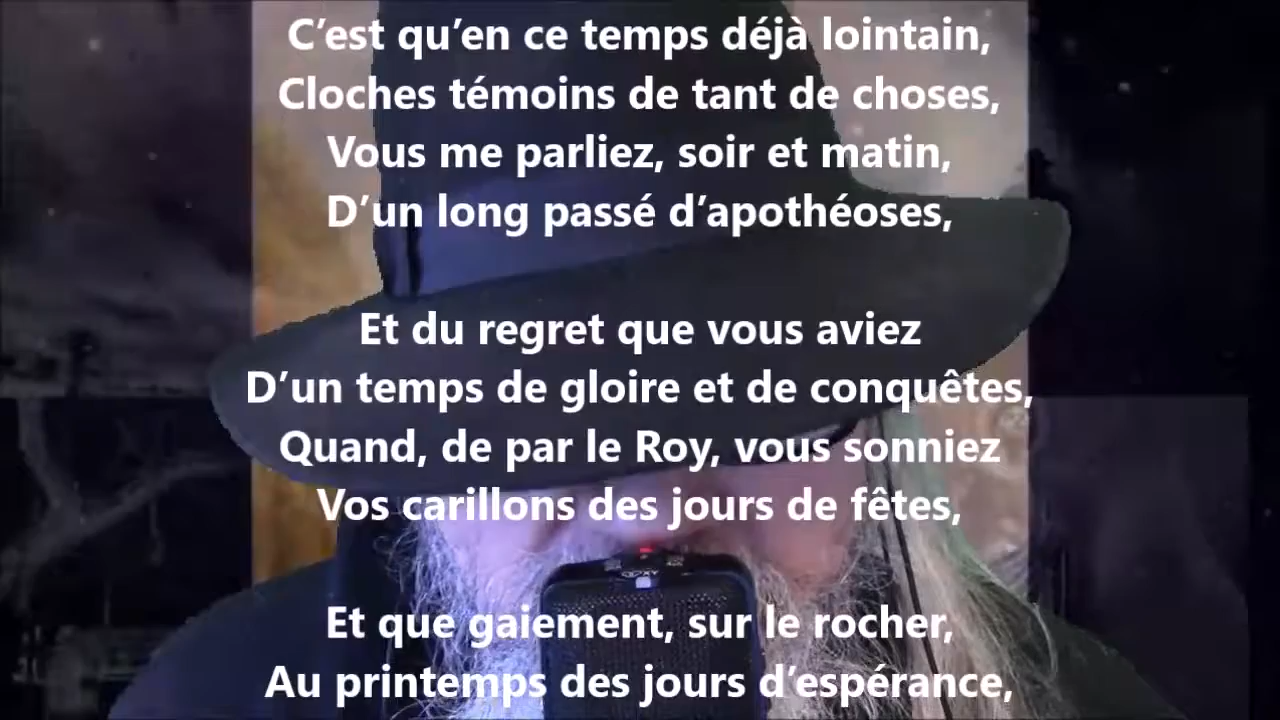 C’est qu’en ce temps déjà lointain,
Cloches témoins de tant de choses,
Vous me parliez, soir et matin,
D’un long passé d’apothéoses,
Et du regret que vous aviez
D’un temps de gloire et de conquêtes,
Quand, de par le Roy, vous sonniez
Vos carillons des jours de fêtes,
Et que gaiement, sur le rocher,
Au printemps des jours d’espérance,